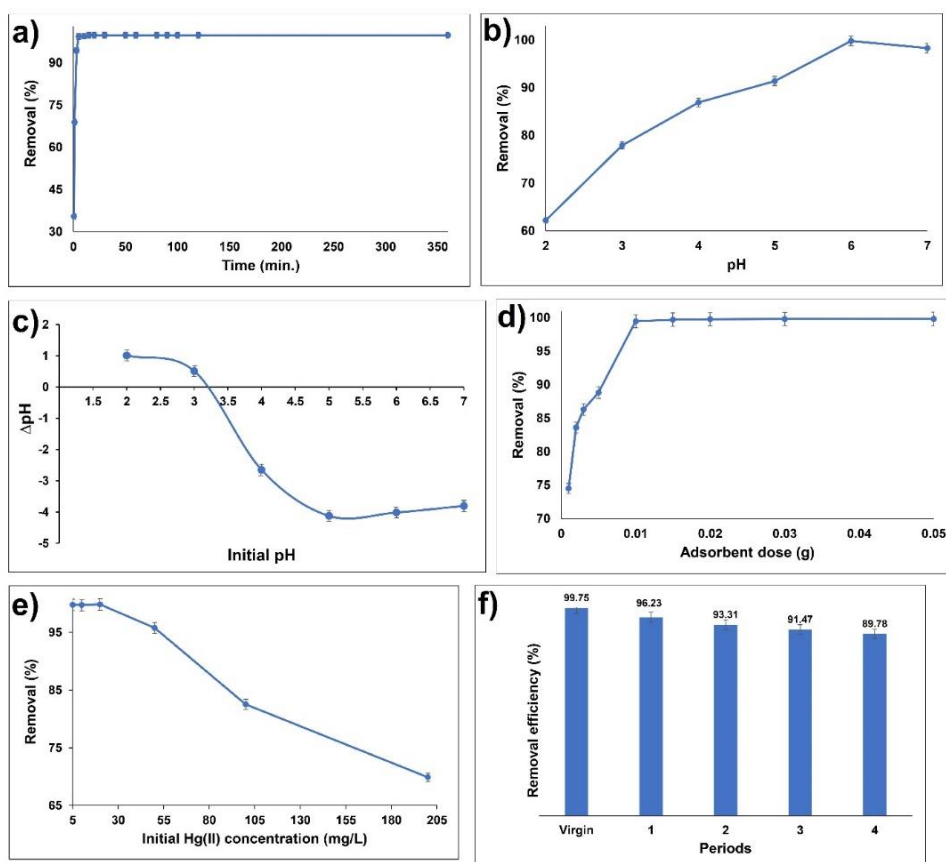 a)
Removal (%)
90
75
60
45
30
0 50 100 150 200 250 300 350
Time (min.)
b)
Removal (%)
100
90
80
70
60
2 3 4 5 6 7
pH
c)
ΔpH
2
1
0
-1
-2
-3
-4
-5
1.5 2 2.5 3 3.5 4 4.5 5 5.5 6 6.5 7
Initial pH
d)
Removal (%)
100
95
90
85
80
75
70
0 0.01 0.02 0.03 0.04 0.05
Adsorbent dose (g)
e)
Removal (%)
95
85
75
65
5 30 55 80 105 130 155 180 205
Initial Hg(II) concentration (mg/L)
f)
Removal efficiency (%)
99.75 96.23 93.31 91.47 89.78
Virgin 1 2 3 4
Periods